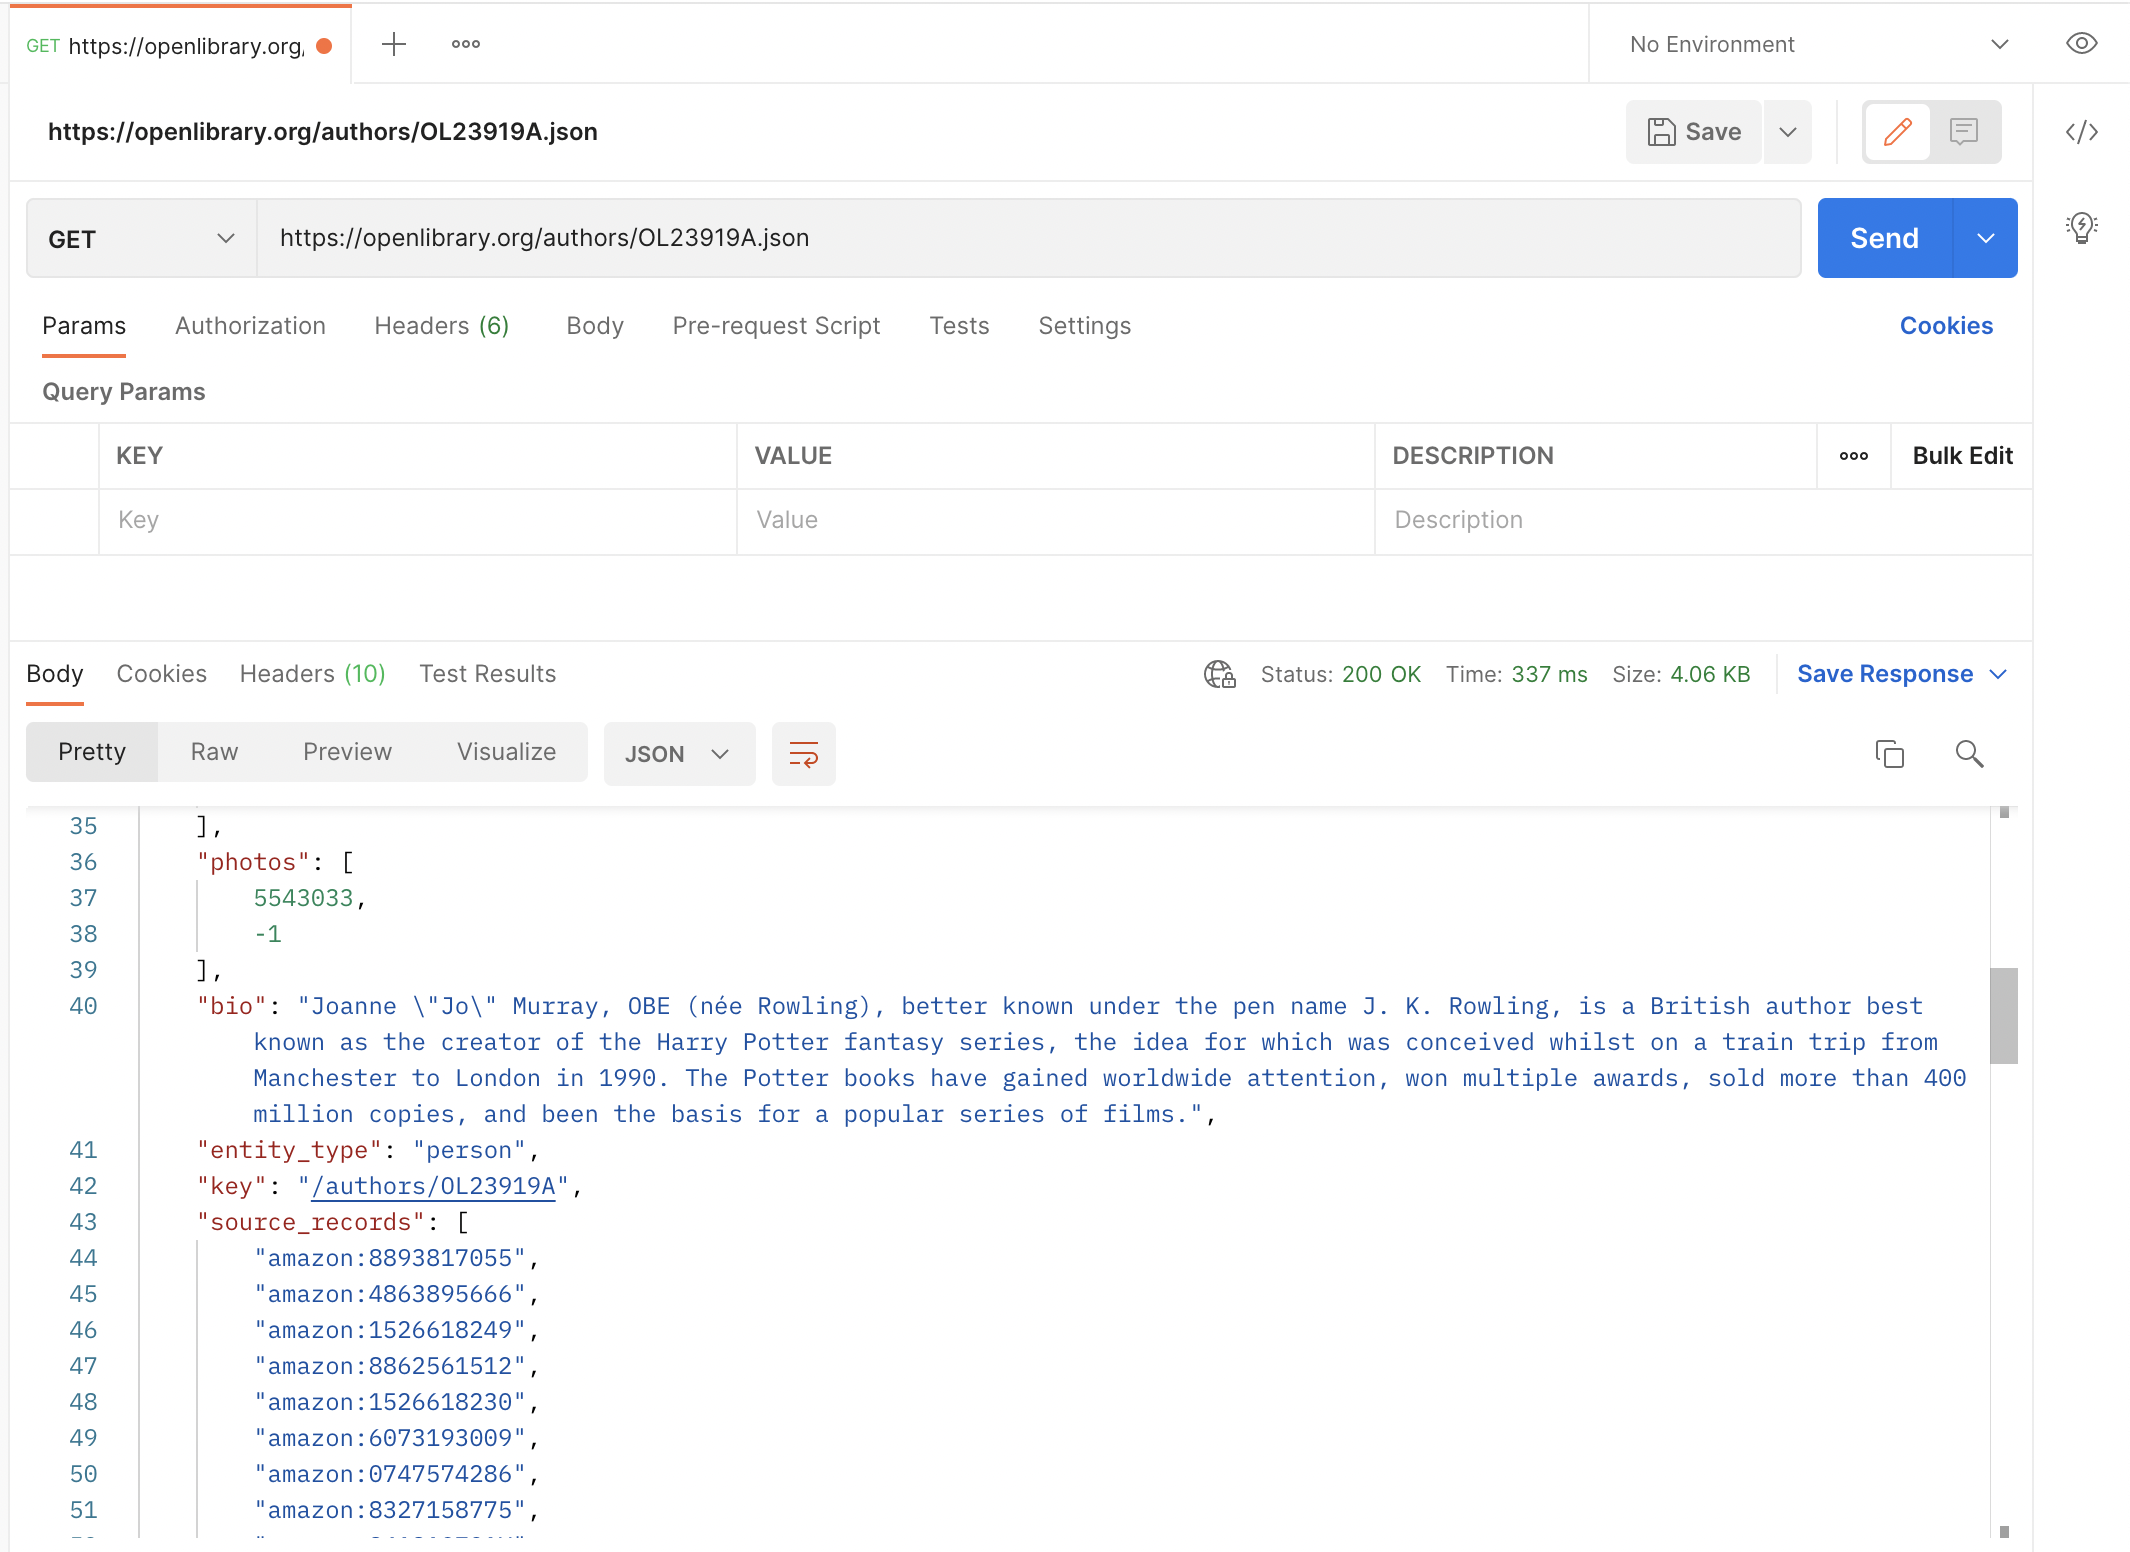 GET https://openlibrary.org, No Environment
https://openlibrary.org/authors/OL23919A.json Save
GET https://openlibrary.org/authors/OL23919A.json Send
Params Authorization Headers (6) Body Pre-request Script Tests Settings Cookies
Query Params
KEY VALUE DESCRIPTION Bulk Edit
Key Value Description
Body Cookies Headers (10) Test Results Status: 200 OK Time: 337 ms Size: 4.06 KB Save Response
Pretty Raw Preview Visualize JSON
35 ],
36 "photos": [
37 5543033,
38 -1
39 ],
40 "bio": "Joanne \"Jo\" Murray, OBE (née Rowling), better known under the pen name J. K. Rowling, is a British author best
known as the creator of the Harry Potter fantasy series, the idea for which was conceived whilst on a train trip from
Manchester to London in 1990. The Potter books have gained worldwide attention, won multiple awards, sold more than 400
million copies, and been the basis for a popular series of films.",
41 "entity_type": "person",
42 "key": "/authors/OL23919A",
43 "source_records": [
44 "amazon:8893817055",
45 "amazon:4863895666",
46 "amazon:1526618249",
47 "amazon:8862561512",
48 "amazon:1526618230",
49 "amazon:6073193009",
50 "amazon:0747574286",
51 "amazon:8327158775",